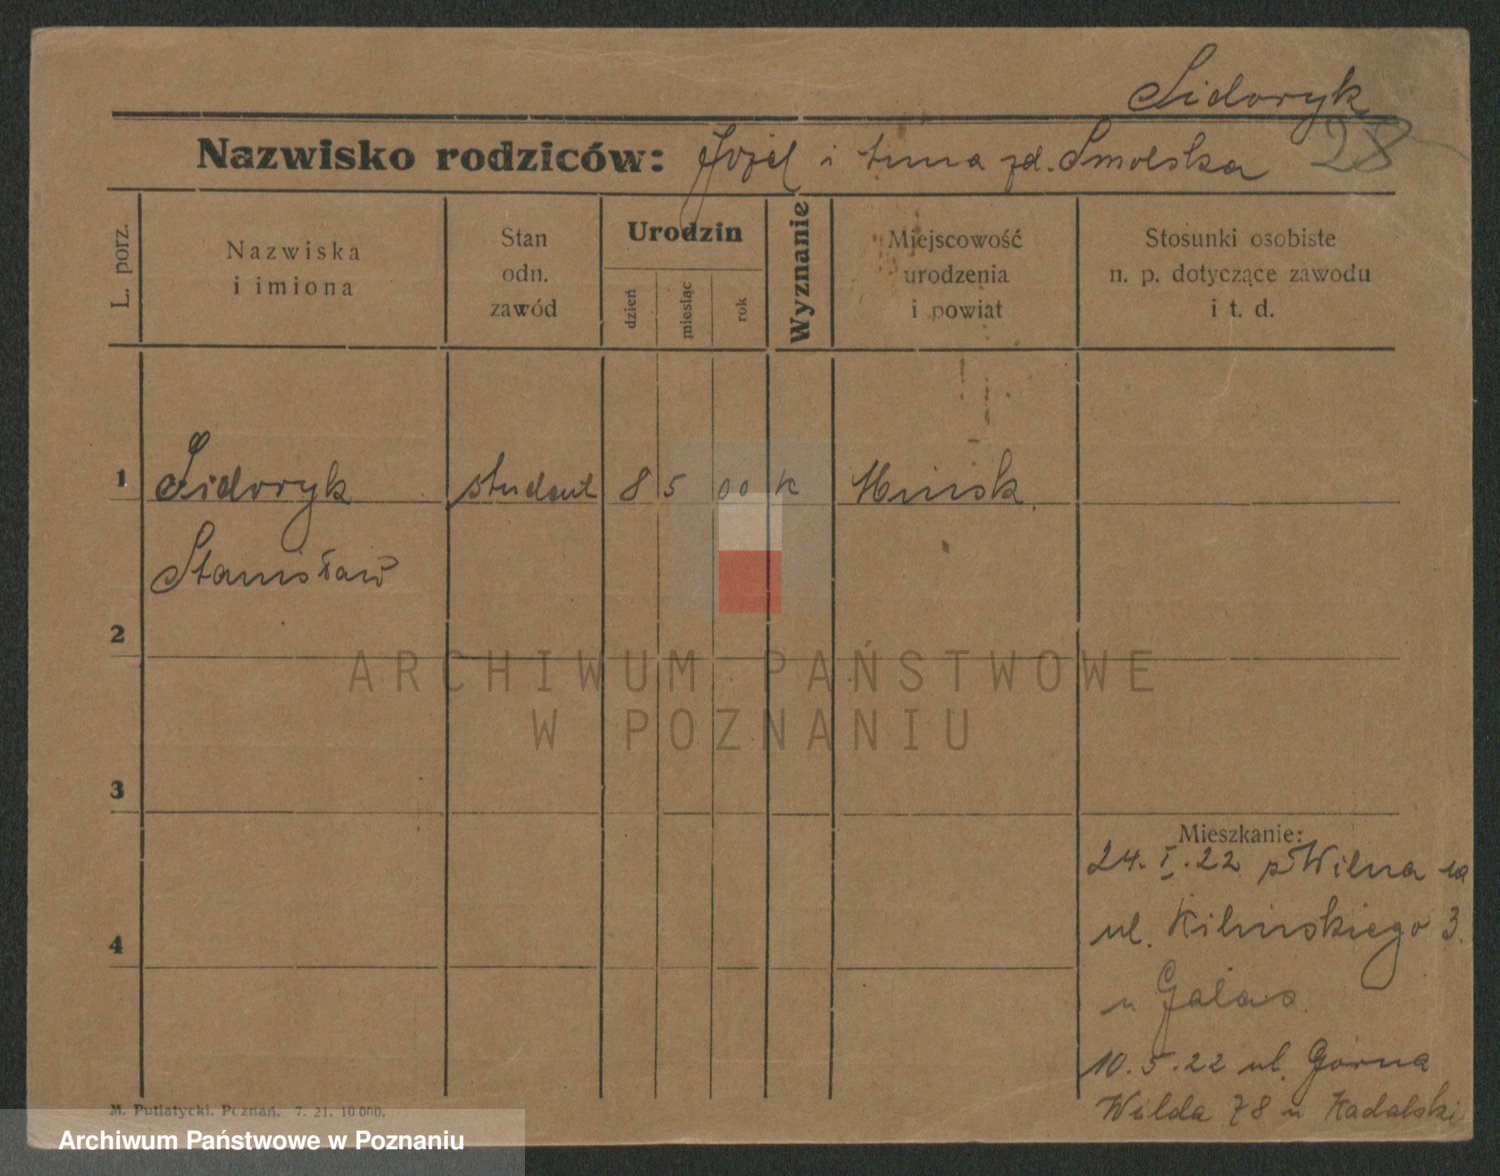 Sidoryk
28
Nazwisko rodziców: Józef i Anna zd. Smolska
L. porz.
Nazwiska
i imiona
Stan
odn.
zawód
Urodzin
dzień
miesiąc
rok
Wyznanie
Miejscowość
urodzenia
i powiat
Stosunki osobiste
n. p. dotyczące zawodu
i t. d.
1 Sidoryk student 8 5 00 K Minsk
Stanisław
2
ARCHIWUM PAŃSTWOWE
W POZNANIU
3
Mieszkanie:
24. I. 22 z Wilna na
ul. Kilinskiego 3.
4
u Galas
10.5.22 ul. Górna
Wilda 78 u
M. Putiatycki. Poznań. 7. 21. 10 000.
Archiwum Państwowe w Poznaniu